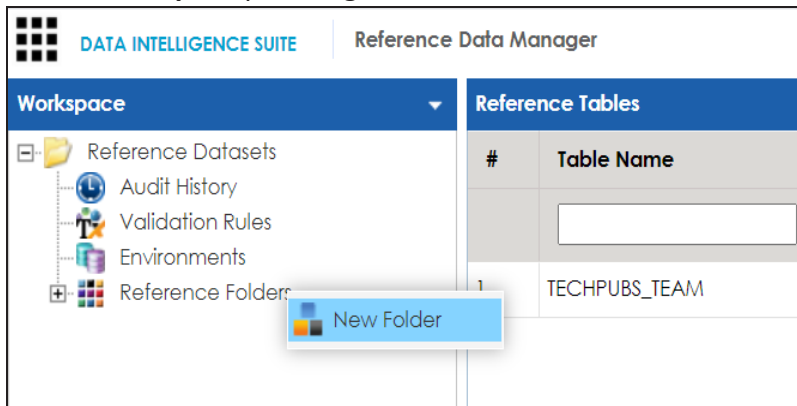 DATA INTELLIGENCE SUITE Reference Data Manager
Workspace
Reference Tables
Reference Datasets
Audit History
Validation Rules
Environments
Reference Folders
New Folder
# Table Name
1 TECHPUBS_TEAM